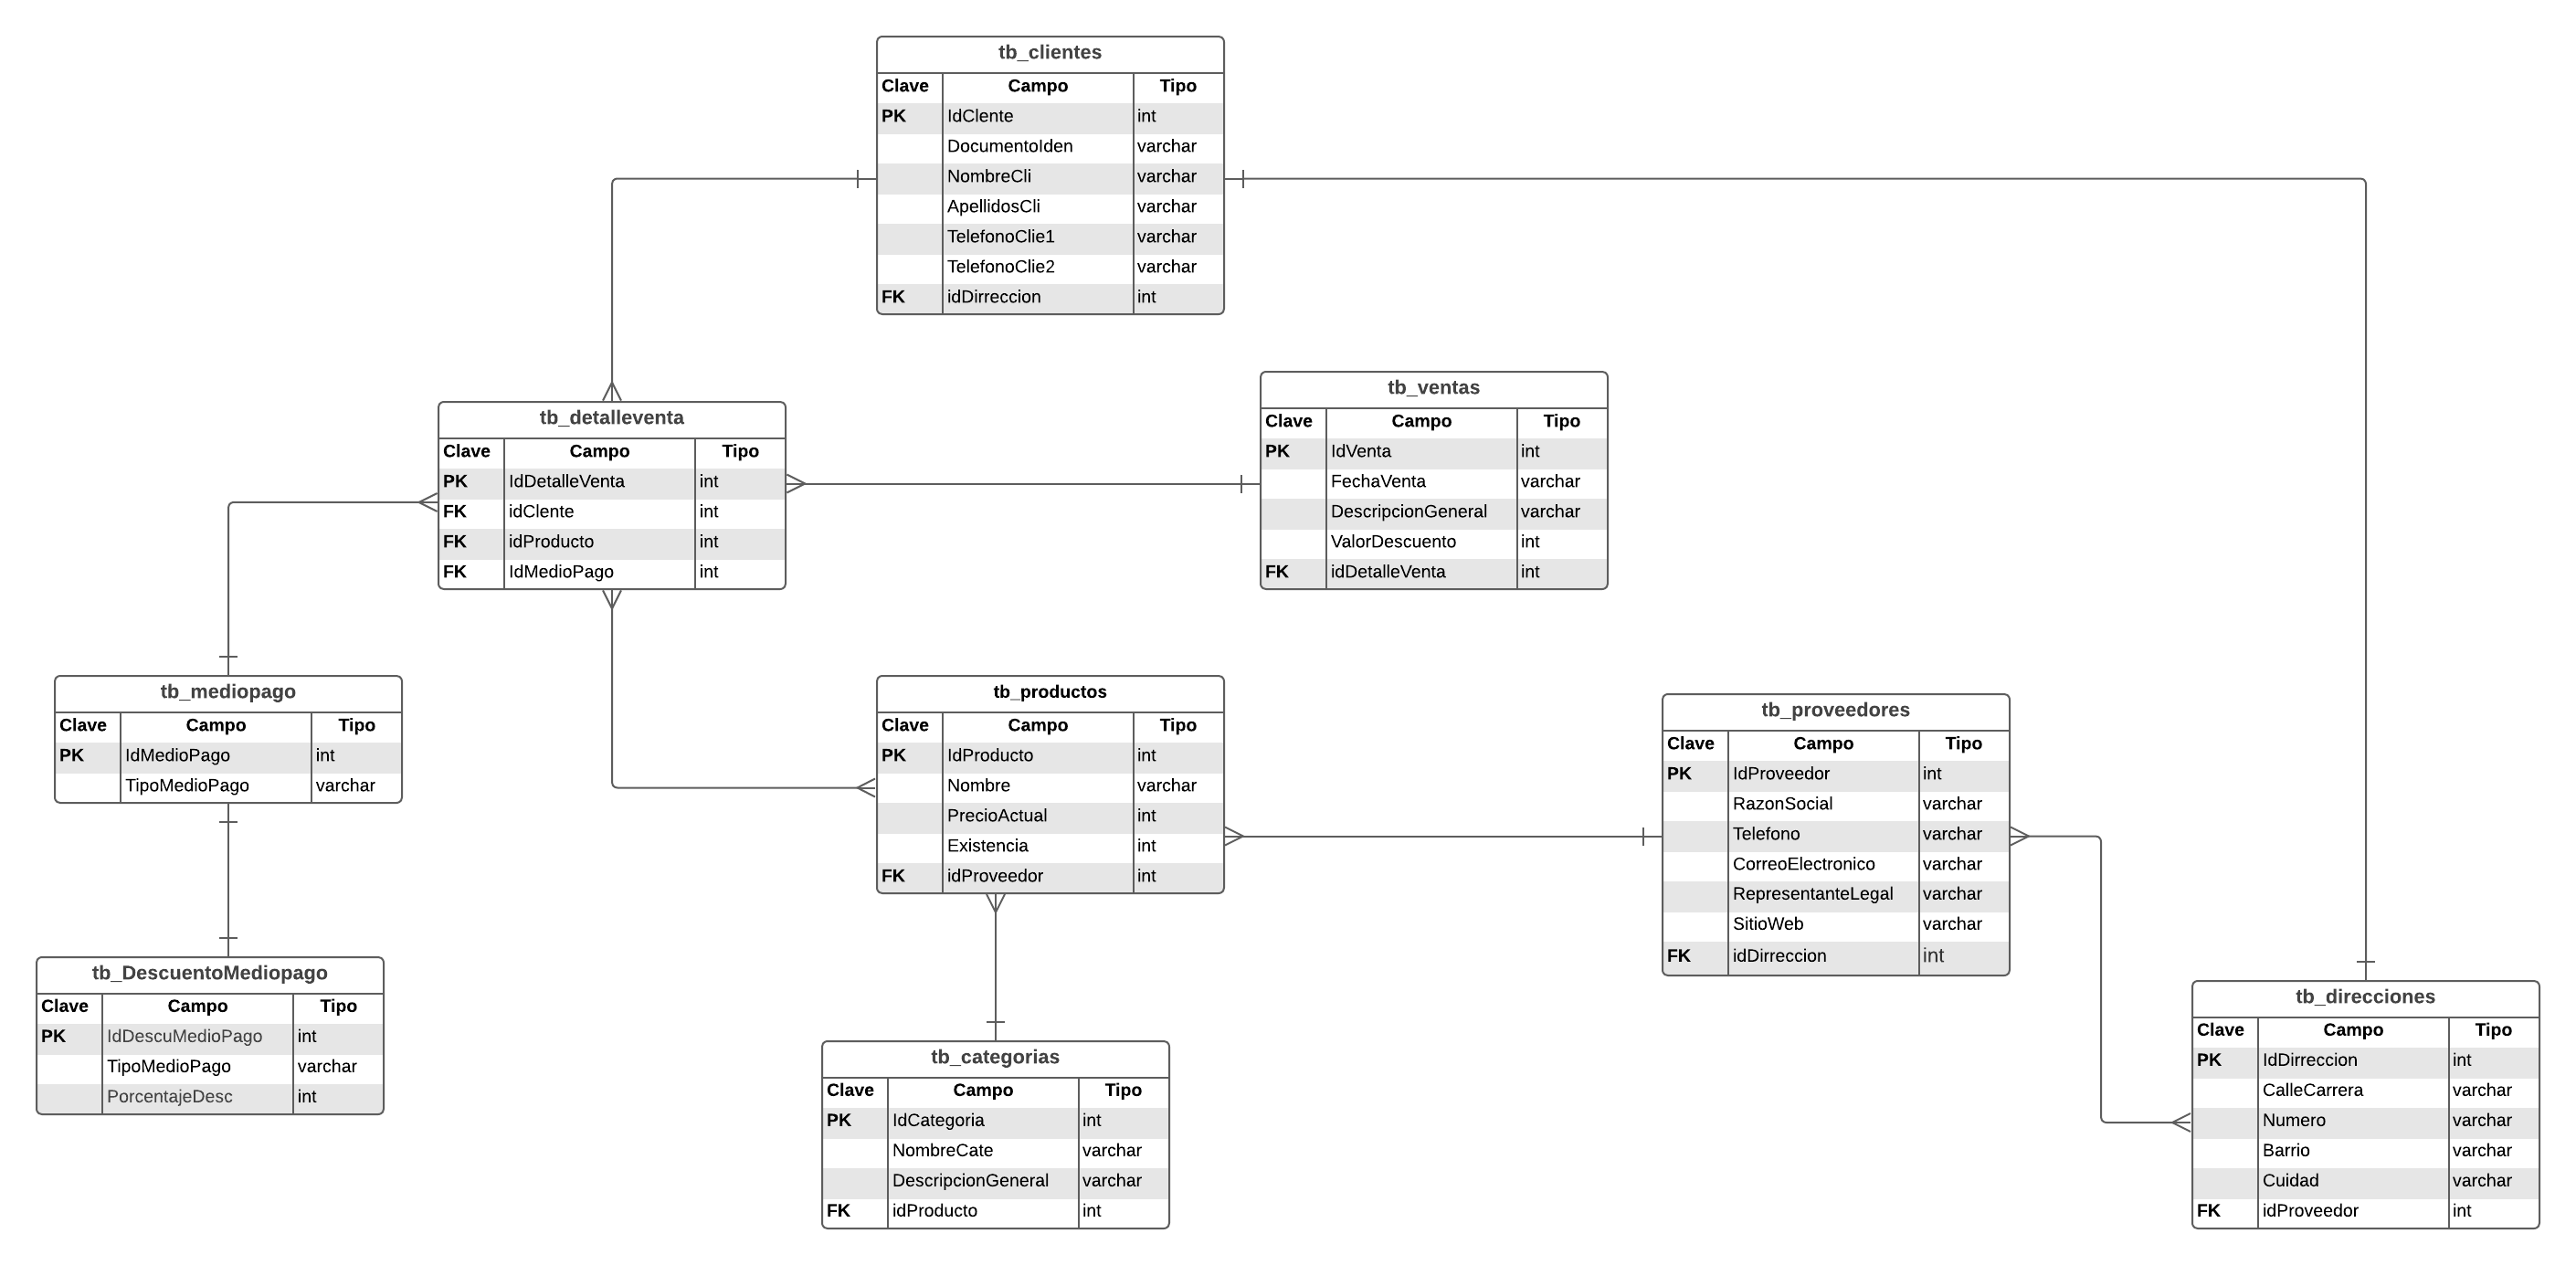 tb_clientes
Clave Campo Tipo
PK IdClente int
DocumentoIden varchar
NombreCli varchar
ApellidosCli varchar
TelefonoClie1 varchar
TelefonoClie2 varchar
FK idDirreccion int
tb_ventas
Clave Campo Tipo
PK IdVenta int
FechaVenta varchar
DescripcionGeneral varchar
ValorDescuento int
FK idDetalleVenta int
tb_detalleventa
Clave Campo Tipo
PK IdDetalleVenta int
FK idClente int
FK idProducto int
FK IdMedioPago int
tb_mediopago
Clave Campo Tipo
PK IdMedioPago int
TipoMedioPago varchar
tb_productos
Clave Campo Tipo
PK IdProducto int
Nombre varchar
PrecioActual int
Existencia int
FK idProveedor int
tb_proveedores
Clave Campo Tipo
PK IdProveedor int
RazonSocial varchar
Telefono varchar
CorreoElectronico varchar
RepresentanteLegal varchar
SitioWeb varchar
FK idDirreccion int
tb_DescuentoMediopago
Clave Campo Tipo
PK IdDescuMedioPago int
TipoMedioPago varchar
PorcentajeDesc int
tb_categorias
Clave Campo Tipo
PK IdCategoria int
NombreCate varchar
DescripcionGeneral varchar
FK idProducto int
tb_direcciones
Clave Campo Tipo
PK IdDirreccion int
CalleCarrera varchar
Numero varchar
Barrio varchar
Cuidad varchar
FK idProveedor int